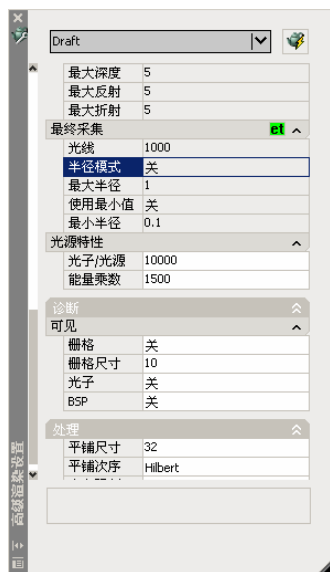 Draft
最大深度 5
最大反射 5
最大折射 5
最终采集 et
光线 1000
半径模式 关
最大半径 1
使用最小值 关
最小半径 0.1
光源特性
光子/光源 10000
能量乘数 1500
诊断
可见
栅格 关
栅格尺寸 10
光子 关
BSP 关
处理
平铺尺寸 32
平铺次序 Hilbert
高级渲染设置